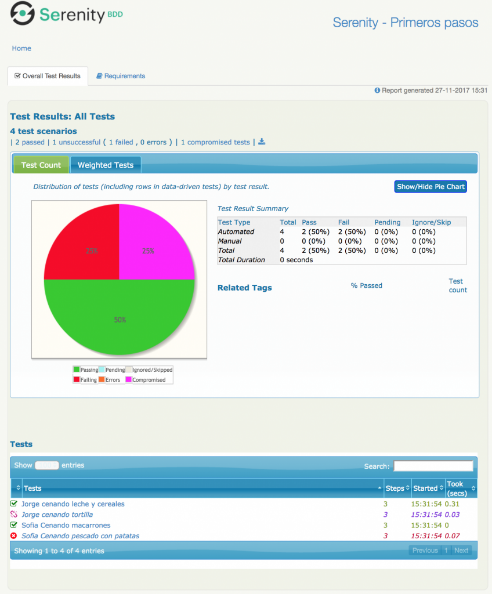 Serenity BDD
Serenity - Primeros pasos
Home
Overall Test Results Requirements
Report generated 27-11-2017 15:31
Test Results: All Tests
4 test scenarios
| 2 passed | 1 unsuccessful ( 1 failed , 0 errors ) | 1 compromised tests |
Test Count Weighted Tests
Distribution of tests (including rows in data-driven tests) by test result.
Show/Hide Pie Chart
25% 25%
50%
Passing Pending Ignored/Skipped
Failing Errors Compromised
Test Result Summary
Test Type Total Pass Fail Pending Ignore/Skip
Automated 4 2 (50%) 2 (50%) 0 (0%) 0 (0%)
Manual 0 0 (0%) 0 (0%) 0 (0%) 0 (0%)
Total 4 2 (50%) 2 (50%) 0 (0%) 0 (0%)
Total Duration 0 seconds
Related Tags % Passed Test count
Tests
Show entries Search:
Tests Steps Started Took (secs)
Jorge cenando leche y cereales 3 15:31:54 0.31
Jorge cenando tortilla 3 15:31:54 0.03
Sofia Cenando macarrones 3 15:31:54 0
Sofia Cenando pescado con patatas 3 15:31:54 0.07
Showing 1 to 4 of 4 entries Previous 1 Next